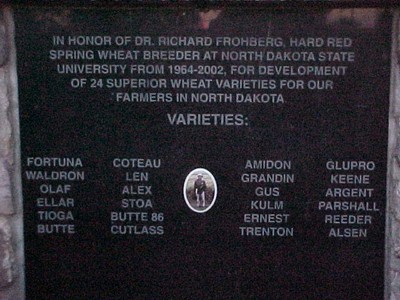 IN HONOR OF DR. RICHARD FROHBERG, HARD RED
SPRING WHEAT BREEDER AT NORTH DAKOTA STATE
UNIVERSITY FROM 1964-2002, FOR DEVELOPMENT
OF 24 SUPERIOR WHEAT VARIETIES FOR OUR
FARMERS IN NORTH DAKOTA
VARIETIES:
FORTUNA COTEAU AMIDON GLUPRO
WALDRON LEN GRANDIN KEENE
OLAF ALEX GUS ARGENT
ELLAR STOA KULM PARSHALL
TIOGA BUTTE 86 ERNEST REEDER
BUTTE CUTLASS TRENTON ALSEN